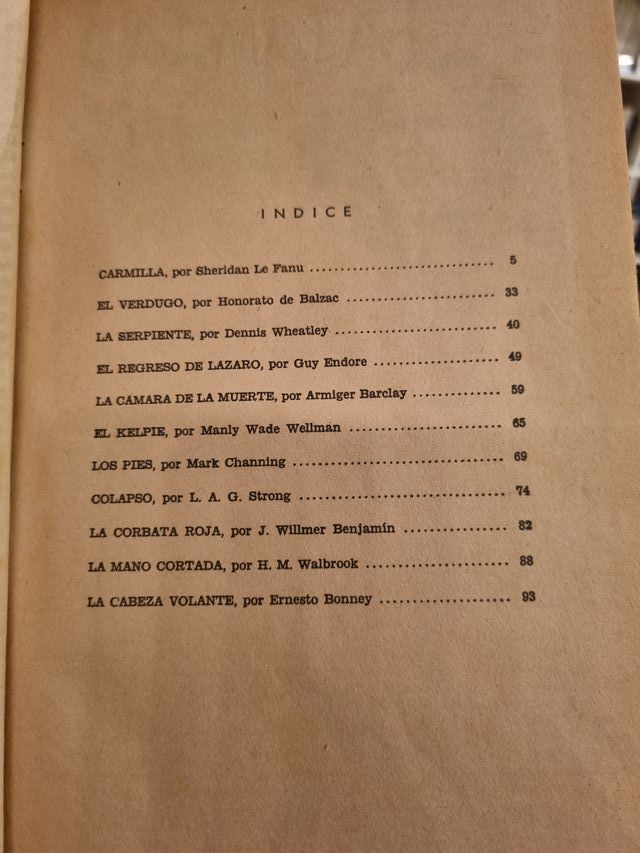 INDICE
CARMILLA, por Sheridan Le Fanu .............................. 5
EL VERDUGO, por Honorato de Balzac ........................ 33
LA SERPIENTE, por Dennis Wheatley .......................... 40
EL REGRESO DE LAZARO, por Guy Endore .................... 49
LA CAMARA DE LA MUERTE, por Armiger Barclay .............. 59
EL KELPIE, por Manly Wade Wellman ......................... 65
LOS PIES, por Mark Channing .................................. 69
COLAPSO, por L. A. G. Strong .................................. 74
LA CORBATA ROJA, por J. Willmer Benjamín ................. 82
LA MANO CORTADA, por H. M. Walbrook ....................... 88
LA CABEZA VOLANTE, por Ernesto Bonney ..................... 93